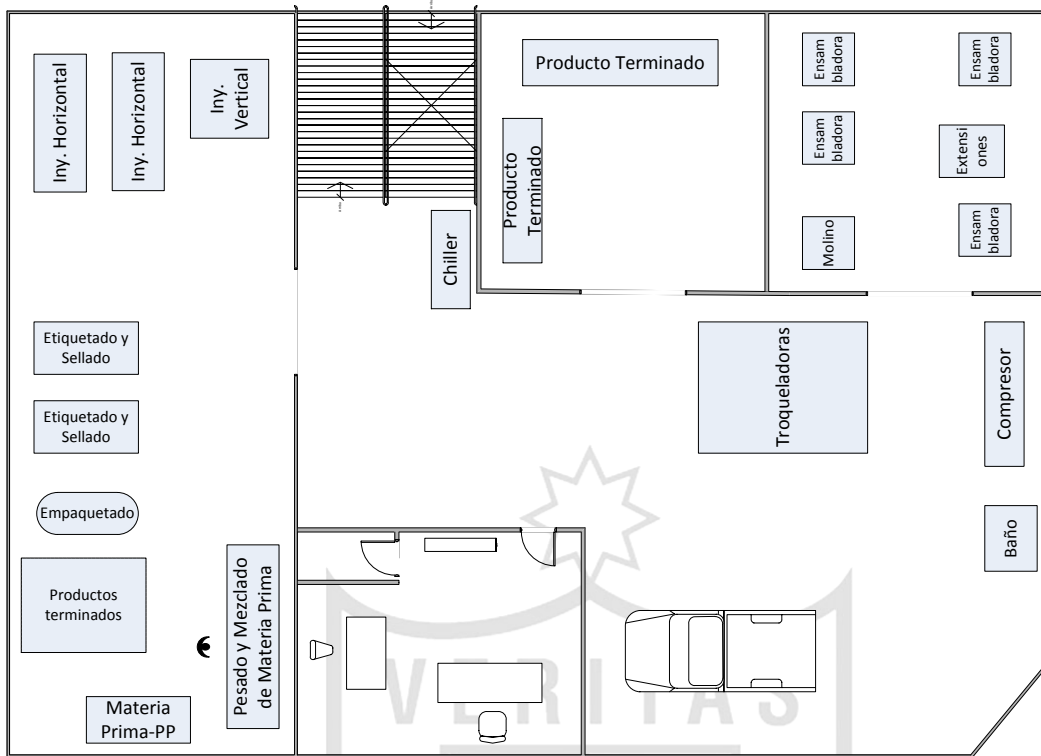 Iny. Horizontal
Iny. Horizontal
Iny.
Vertical
Producto Terminado
Producto
Terminado
Chiller
Ensam
bladora
Ensam
bladora
Ensam
bladora
Extensi
ones
Molino
Ensam
bladora
Etiquetado y
Sellado
Etiquetado y
Sellado
Empaquetado
Productos
terminados
Pesado y Mezclado
de Materia Prima
Materia
Prima-PP
Troqueladoras
Compresor
Baño
VERITAS